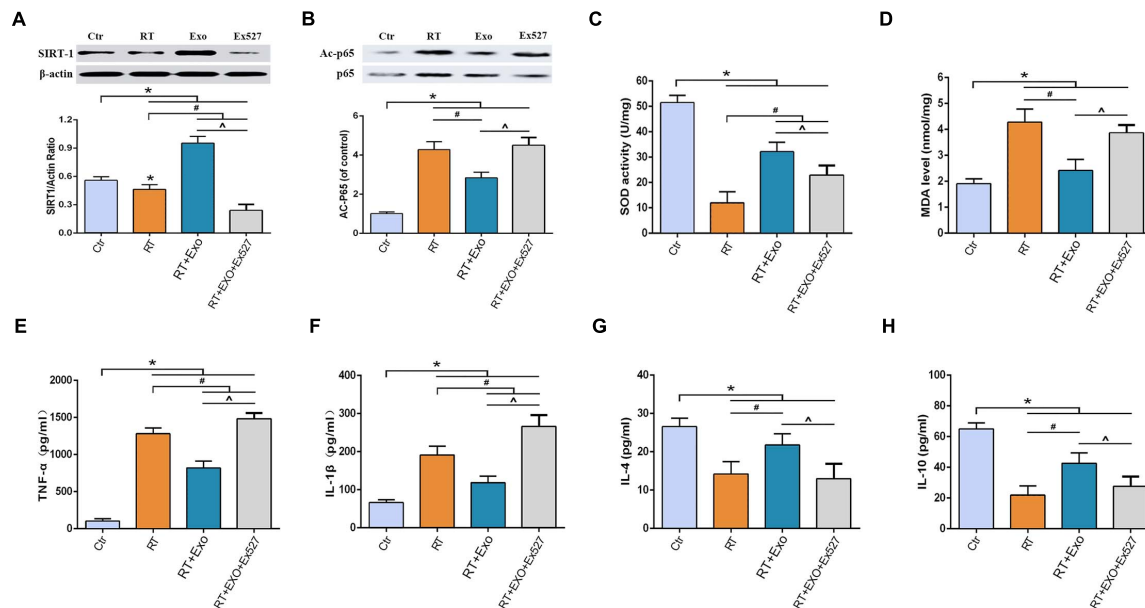 A
Ctr RT Exo Ex527
SIRT-1
β-actin
*
#
^
SIRT1/Actin Ratio
1.2
0.9
0.6
0.3
0.0
*
Ctr
RT
RT+Exo
RT+EXO+Ex527
B
Ctr RT Exo Ex527
Ac-p65
p65
*
#
^
AC-P65 (of control)
6
4
2
0
Ctr
RT
RT+Exo
RT+EXO+Ex527
C
*
#
^
SOD activity (U/mg)
60
50
40
30
20
10
0
Ctr
RT
RT+Exo
RT+EXO+Ex527
D
*
#
^
MDA level (nmol/mg)
6
5
4
3
2
1
0
Ctr
RT
RT+Exo
RT+EXO+Ex527
E
*
#
^
TNF-α (pg/ml)
2000
1500
1000
500
0
Ctr
RT
RT+Exo
RT+EXO+Ex527
F
*
#
^
IL-1β (pg/ml)
400
300
200
100
0
Ctr
RT
RT+Exo
RT+EXO+Ex527
G
*
#
^
IL-4 (pg/ml)
40
30
20
10
0
Ctr
RT
RT+Exo
RT+EXO+Ex527
H
*
#
^
IL-10 (pg/ml)
100
80
60
40
20
0
Ctr
RT
RT+Exo
RT+EXO+Ex527